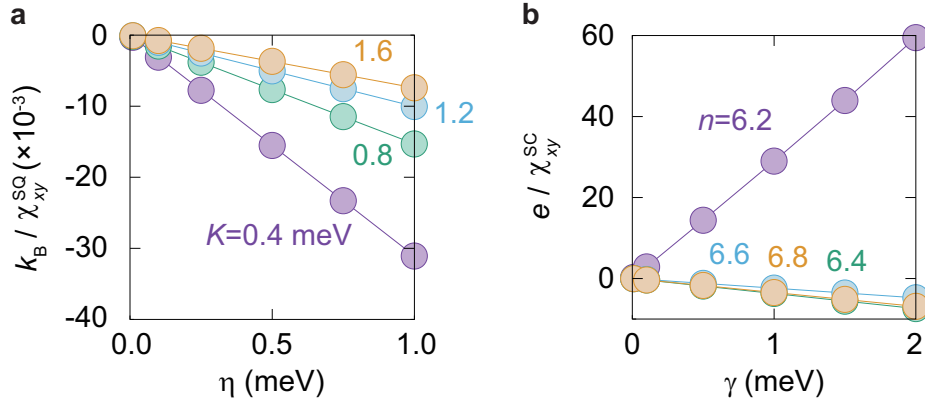 a
k_B / χ_xy^SQ (×10⁻³)
0
-10
-20
-30
-40
1.6
1.2
0.8
K=0.4 meV
0.0
0.5
1.0
η (meV)
b
e / χ_xy^SC
60
40
20
0
n=6.2
6.6
6.8
6.4
0
1
2
γ (meV)